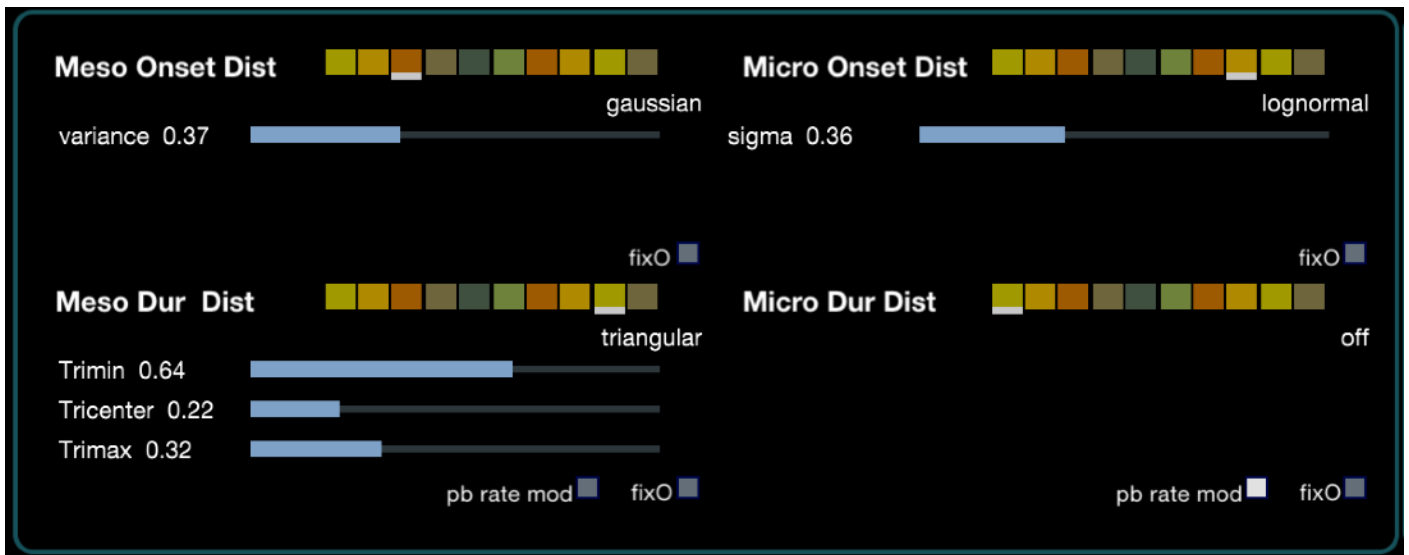 Meso Onset Dist
gaussian
variance 0.37
fixO
Micro Onset Dist
lognormal
sigma 0.36
fixO
Meso Dur Dist
triangular
Trimin 0.64
Tricenter 0.22
Trimax 0.32
pb rate mod fixO
Micro Dur Dist
off
pb rate mod fixO